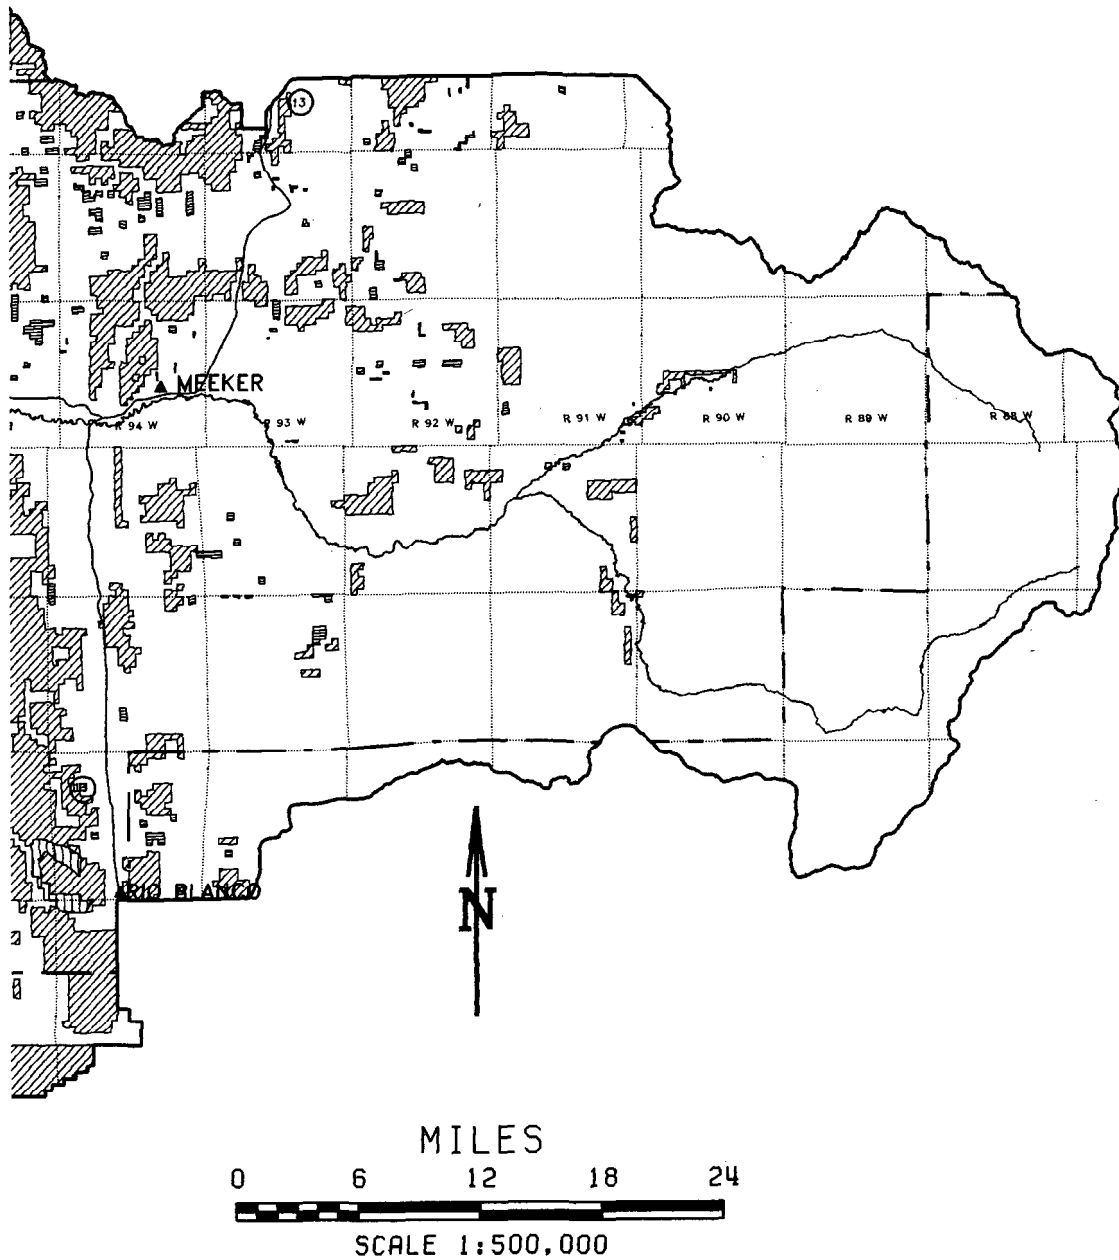 13
MEEKER
R 94 W R 93 W R 92 W R 91 W R 90 W R 89 W R 88 W
RIO BLANCO
N
MILES
0 6 12 18 24
SCALE 1:500,000